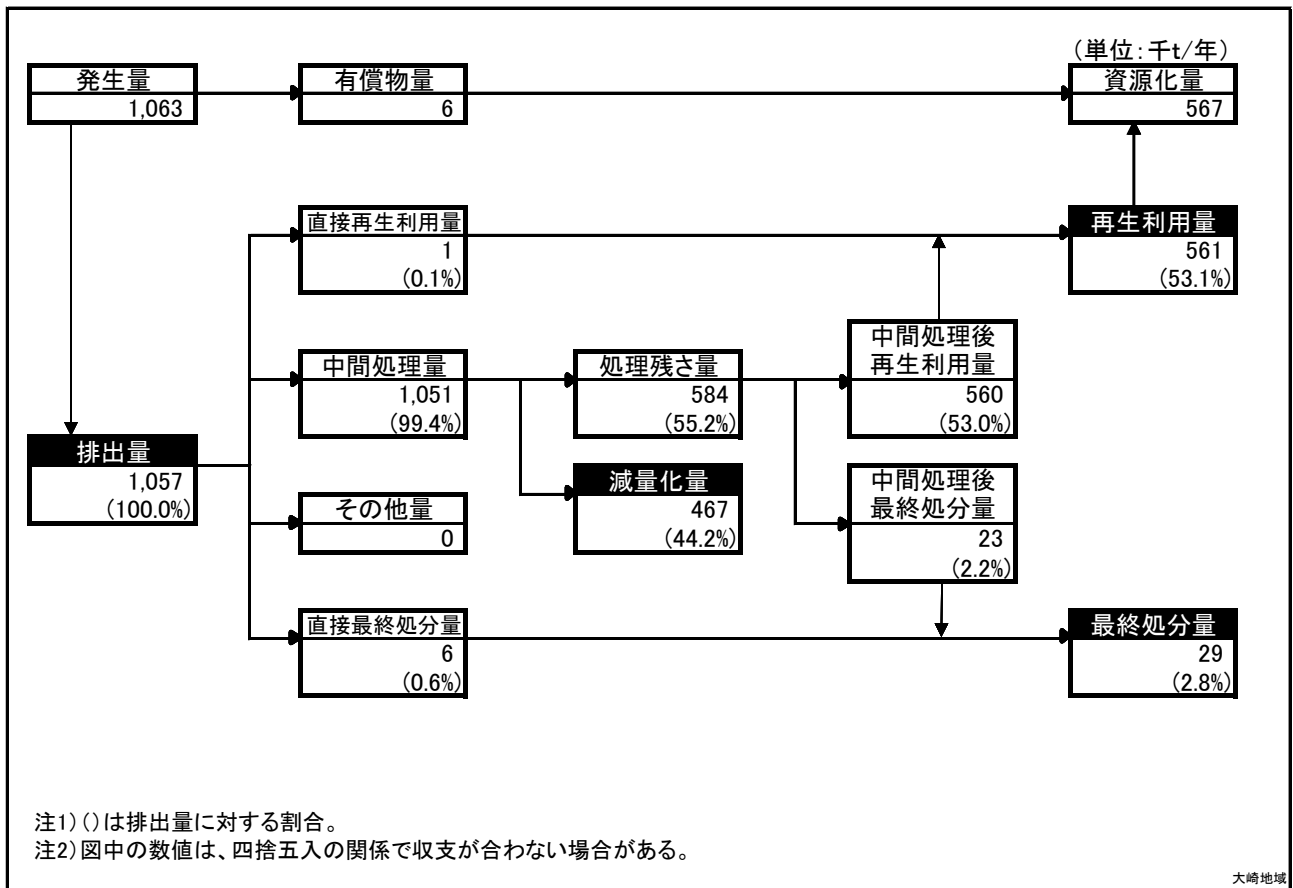 (単位：千t/年)
発生量
1,063
有償物量
6
資源化量
567
直接再生利用量
1
(0.1%)
再生利用量
561
(53.1%)
中間処理量
1,051
(99.4%)
処理残さ量
584
(55.2%)
中間処理後
再生利用量
560
(53.0%)
排出量
1,057
(100.0%)
その他量
0
減量化量
467
(44.2%)
中間処理後
最終処分量
23
(2.2%)
直接最終処分量
6
(0.6%)
最終処分量
29
(2.8%)
注1)()は排出量に対する割合。
注2)図中の数値は、四捨五入の関係で収支が合わない場合がある。
大崎地域